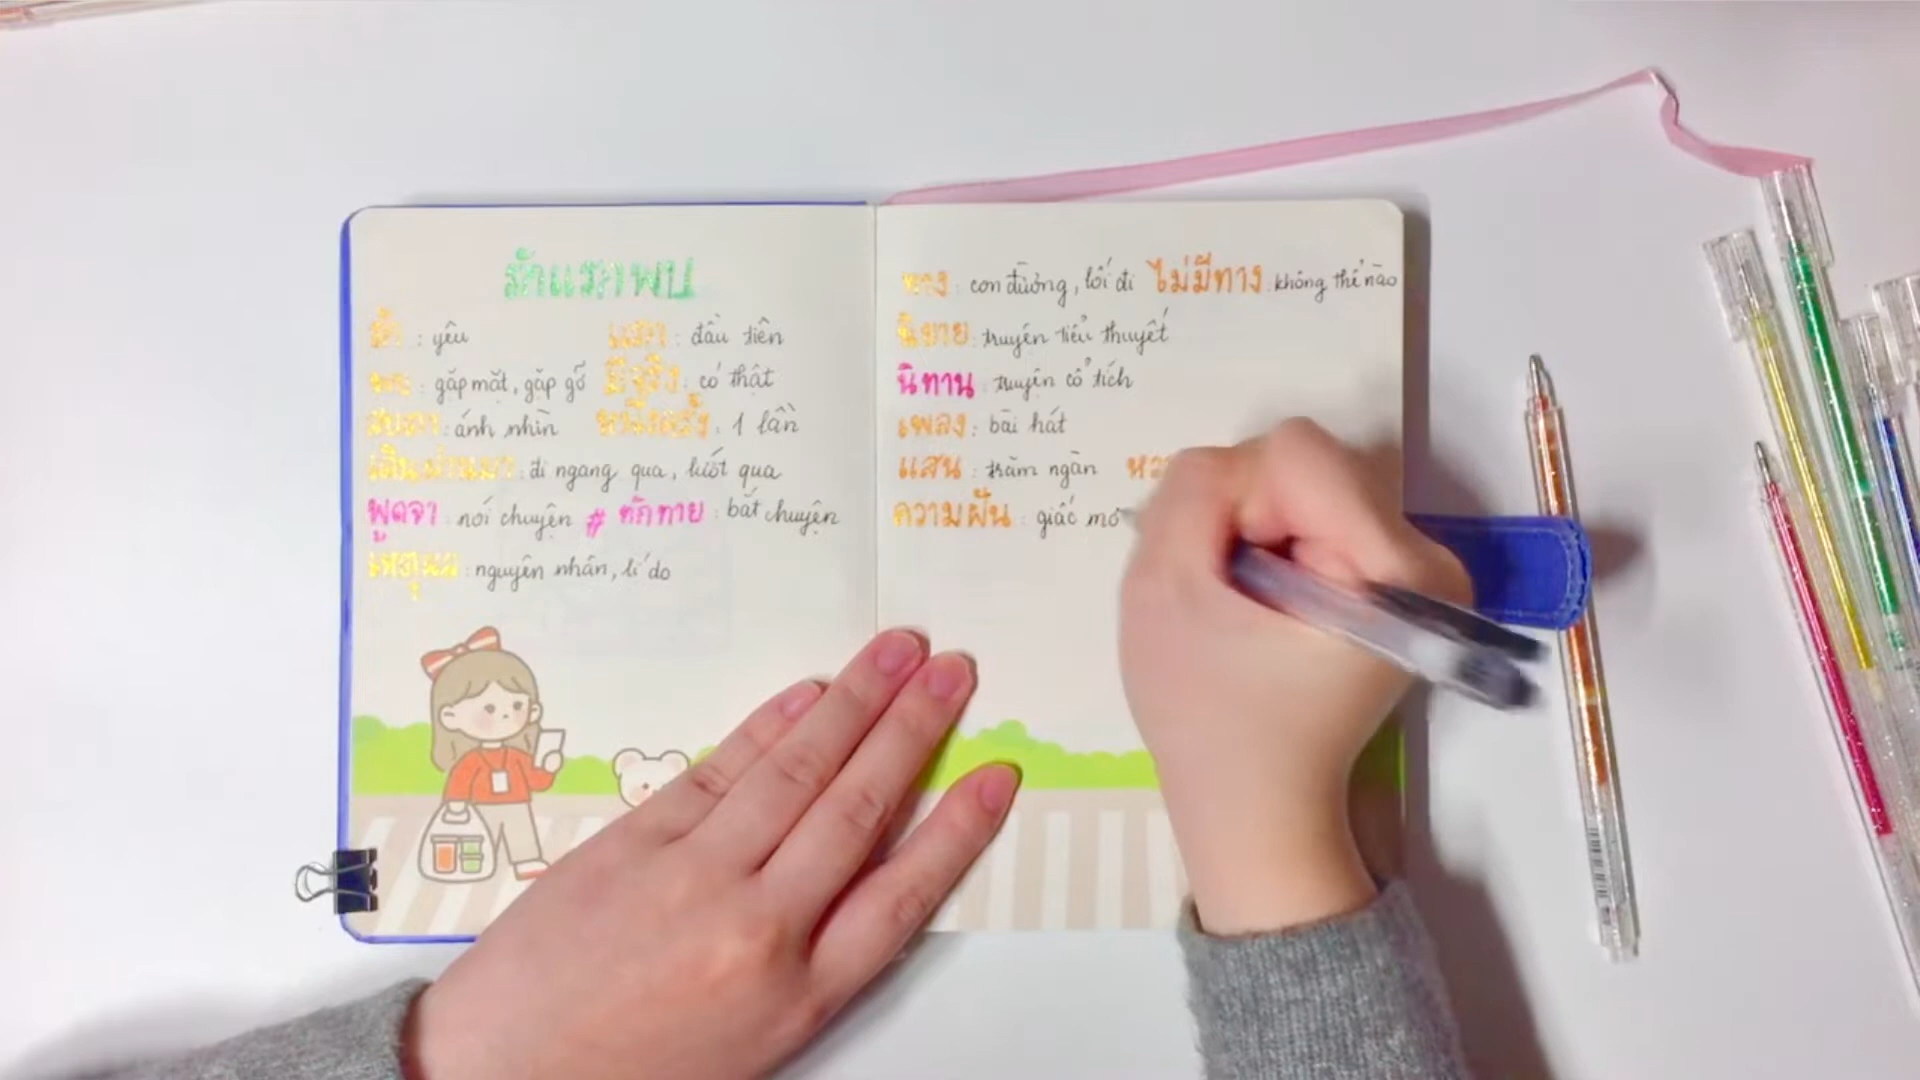 รักแรกพบ
รัก : yêu แรก : đầu tiên
พบ : gặp mặt, gặp gỡ มีจริง : có thật
สบตา : ánh nhìn หนึ่งครั้ง : 1 lần
เดินผ่านมา : đi ngang qua, lướt qua
พูดจา : nói chuyện # ทักทาย : bắt chuyện
เหตุผล : nguyên nhân, lí do
ทาง : con đường, lối đi ไม่มีทาง : không thể nào
นิยาย : truyện tiểu thuyết
นิทาน : truyện cổ tích
เพลง : bài hát
แสน : trăm ngàn
ความฝัน : giấc mơ